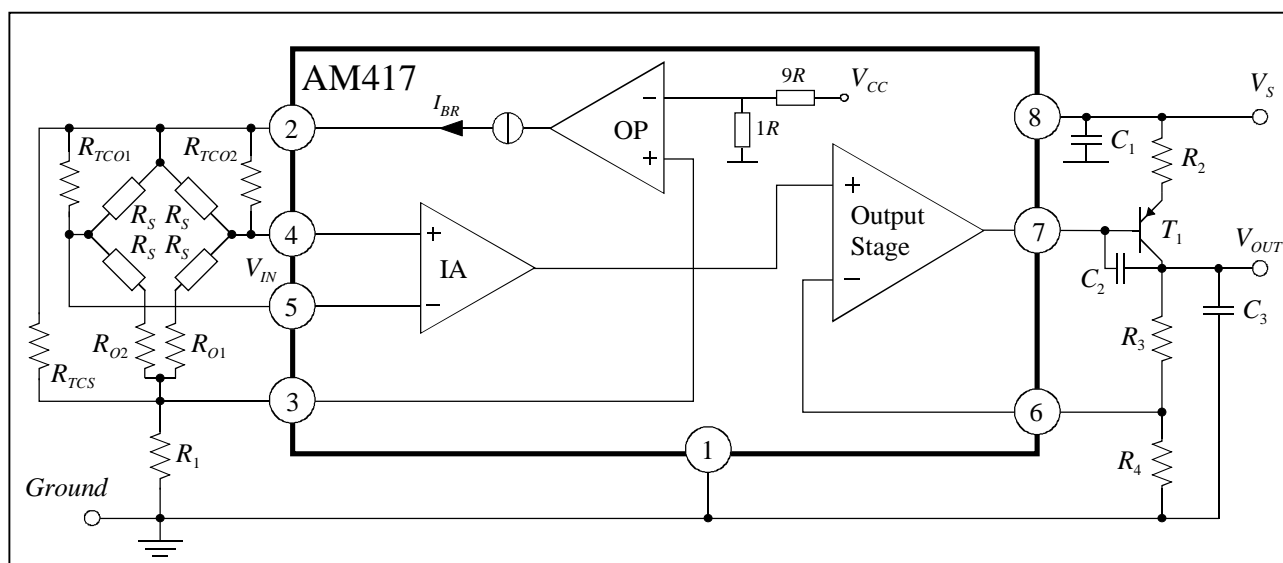 AM417
I_BR
OP
−
+
9R
V_CC
1R
V_S
2
8
R_TCO1
R_TCO2
C_1
R_2
R_S
R_S
R_S
R_S
4
V_IN
5
+
IA
−
+
Output
Stage
−
7
T_1
V_OUT
C_2
C_3
R_3
R_O2
R_O1
R_TCS
3
6
R_1
1
R_4
Ground